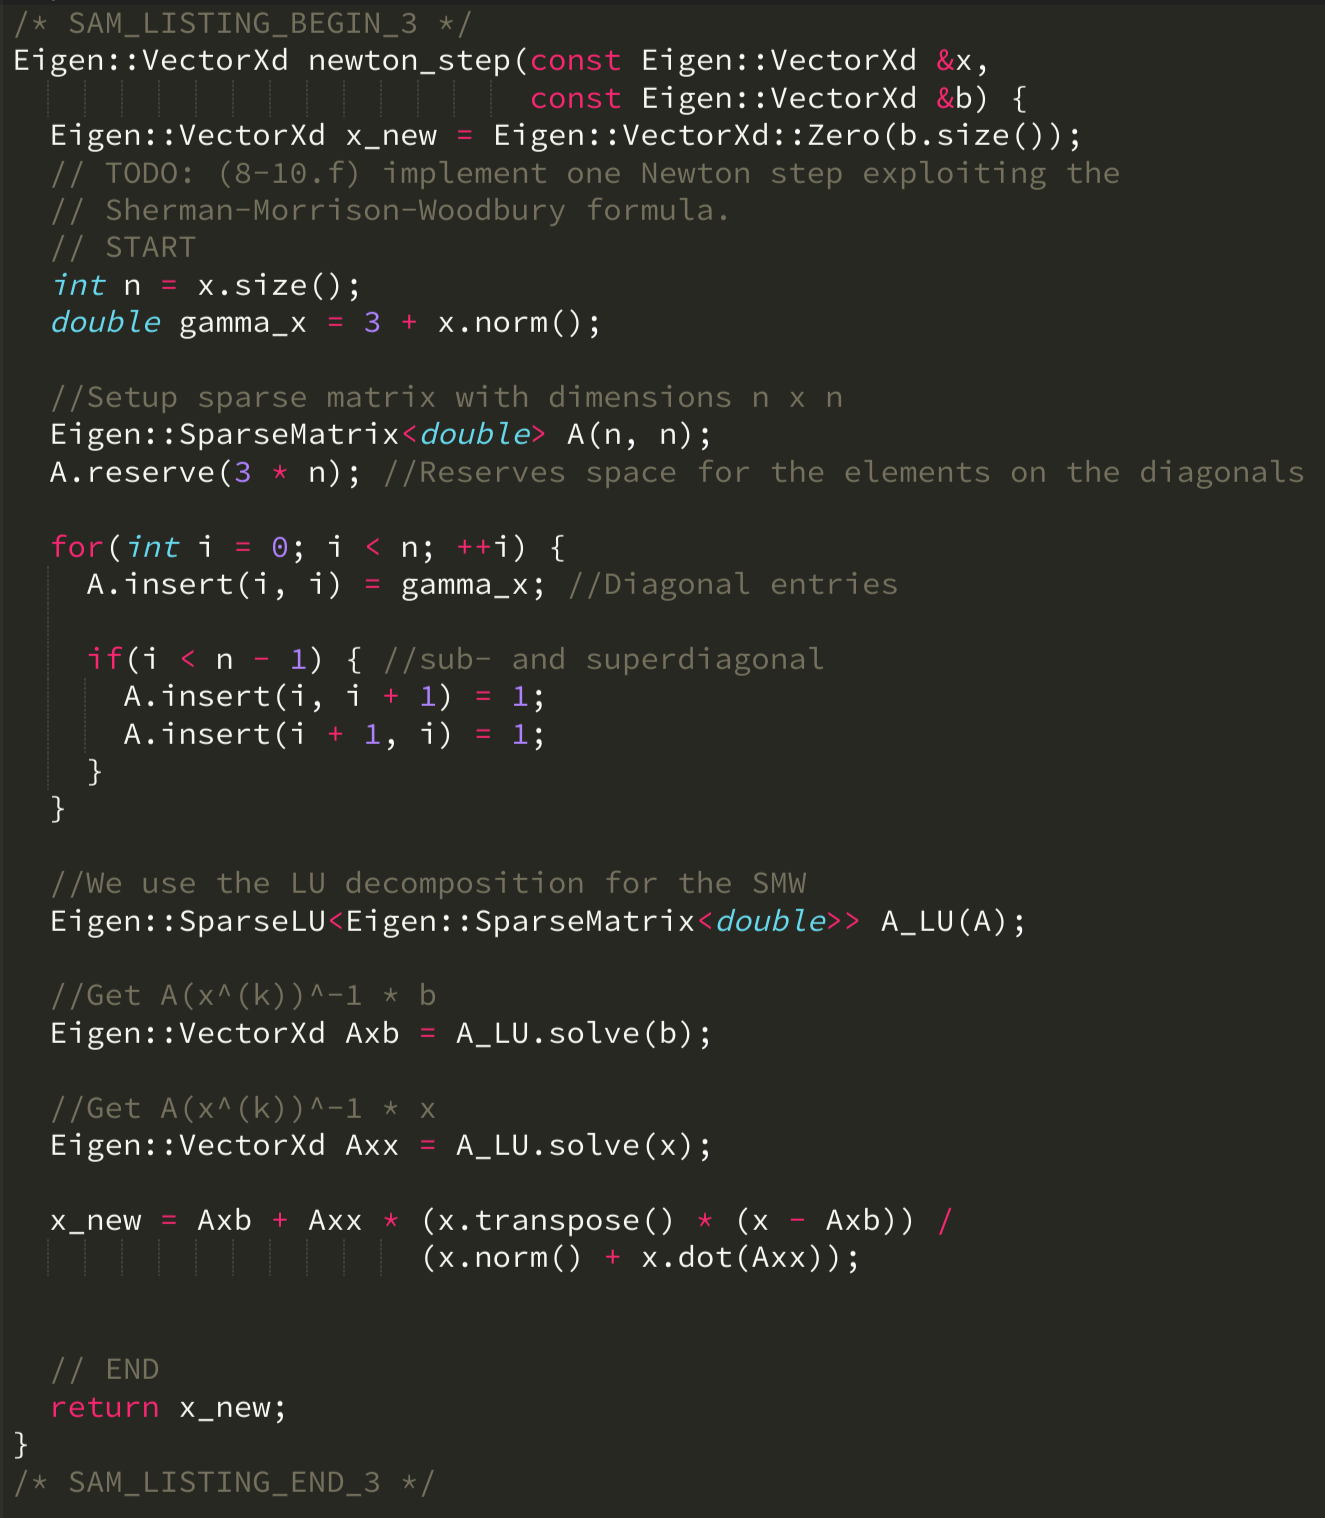 /* SAM_LISTING_BEGIN_3 */
Eigen::VectorXd newton_step(const Eigen::VectorXd &x,
                            const Eigen::VectorXd &b) {
  Eigen::VectorXd x_new = Eigen::VectorXd::Zero(b.size());
  // TODO: (8-10.f) implement one Newton step exploiting the
  // Sherman-Morrison-Woodbury formula.
  // START
  int n = x.size();
  double gamma_x = 3 + x.norm();

  //Setup sparse matrix with dimensions n x n
  Eigen::SparseMatrix<double> A(n, n);
  A.reserve(3 * n); //Reserves space for the elements on the diagonals

  for(int i = 0; i < n; ++i) {
    A.insert(i, i) = gamma_x; //Diagonal entries

    if(i < n - 1) { //sub- and superdiagonal
      A.insert(i, i + 1) = 1;
      A.insert(i + 1, i) = 1;
    }
  }

  //We use the LU decomposition for the SMW
  Eigen::SparseLU<Eigen::SparseMatrix<double>> A_LU(A);

  //Get A(x^(k))^-1 * b
  Eigen::VectorXd Axb = A_LU.solve(b);

  //Get A(x^(k))^-1 * x
  Eigen::VectorXd Axx = A_LU.solve(x);

  x_new = Axb + Axx * (x.transpose() * (x - Axb)) /
                      (x.norm() + x.dot(Axx));


  // END
  return x_new;
}
/* SAM_LISTING_END_3 */